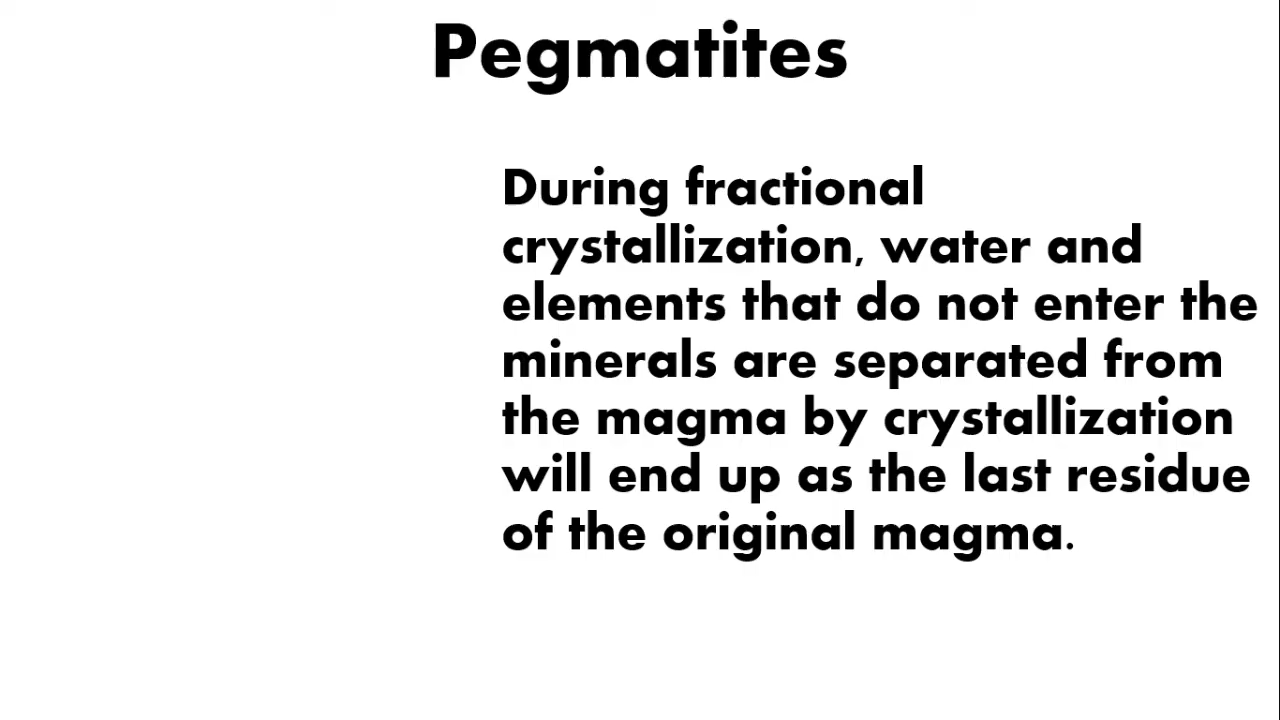 Pegmatites
During fractional
crystallization, water and
elements that do not enter the
minerals are separated from
the magma by crystallization
will end up as the last residue
of the original magma.